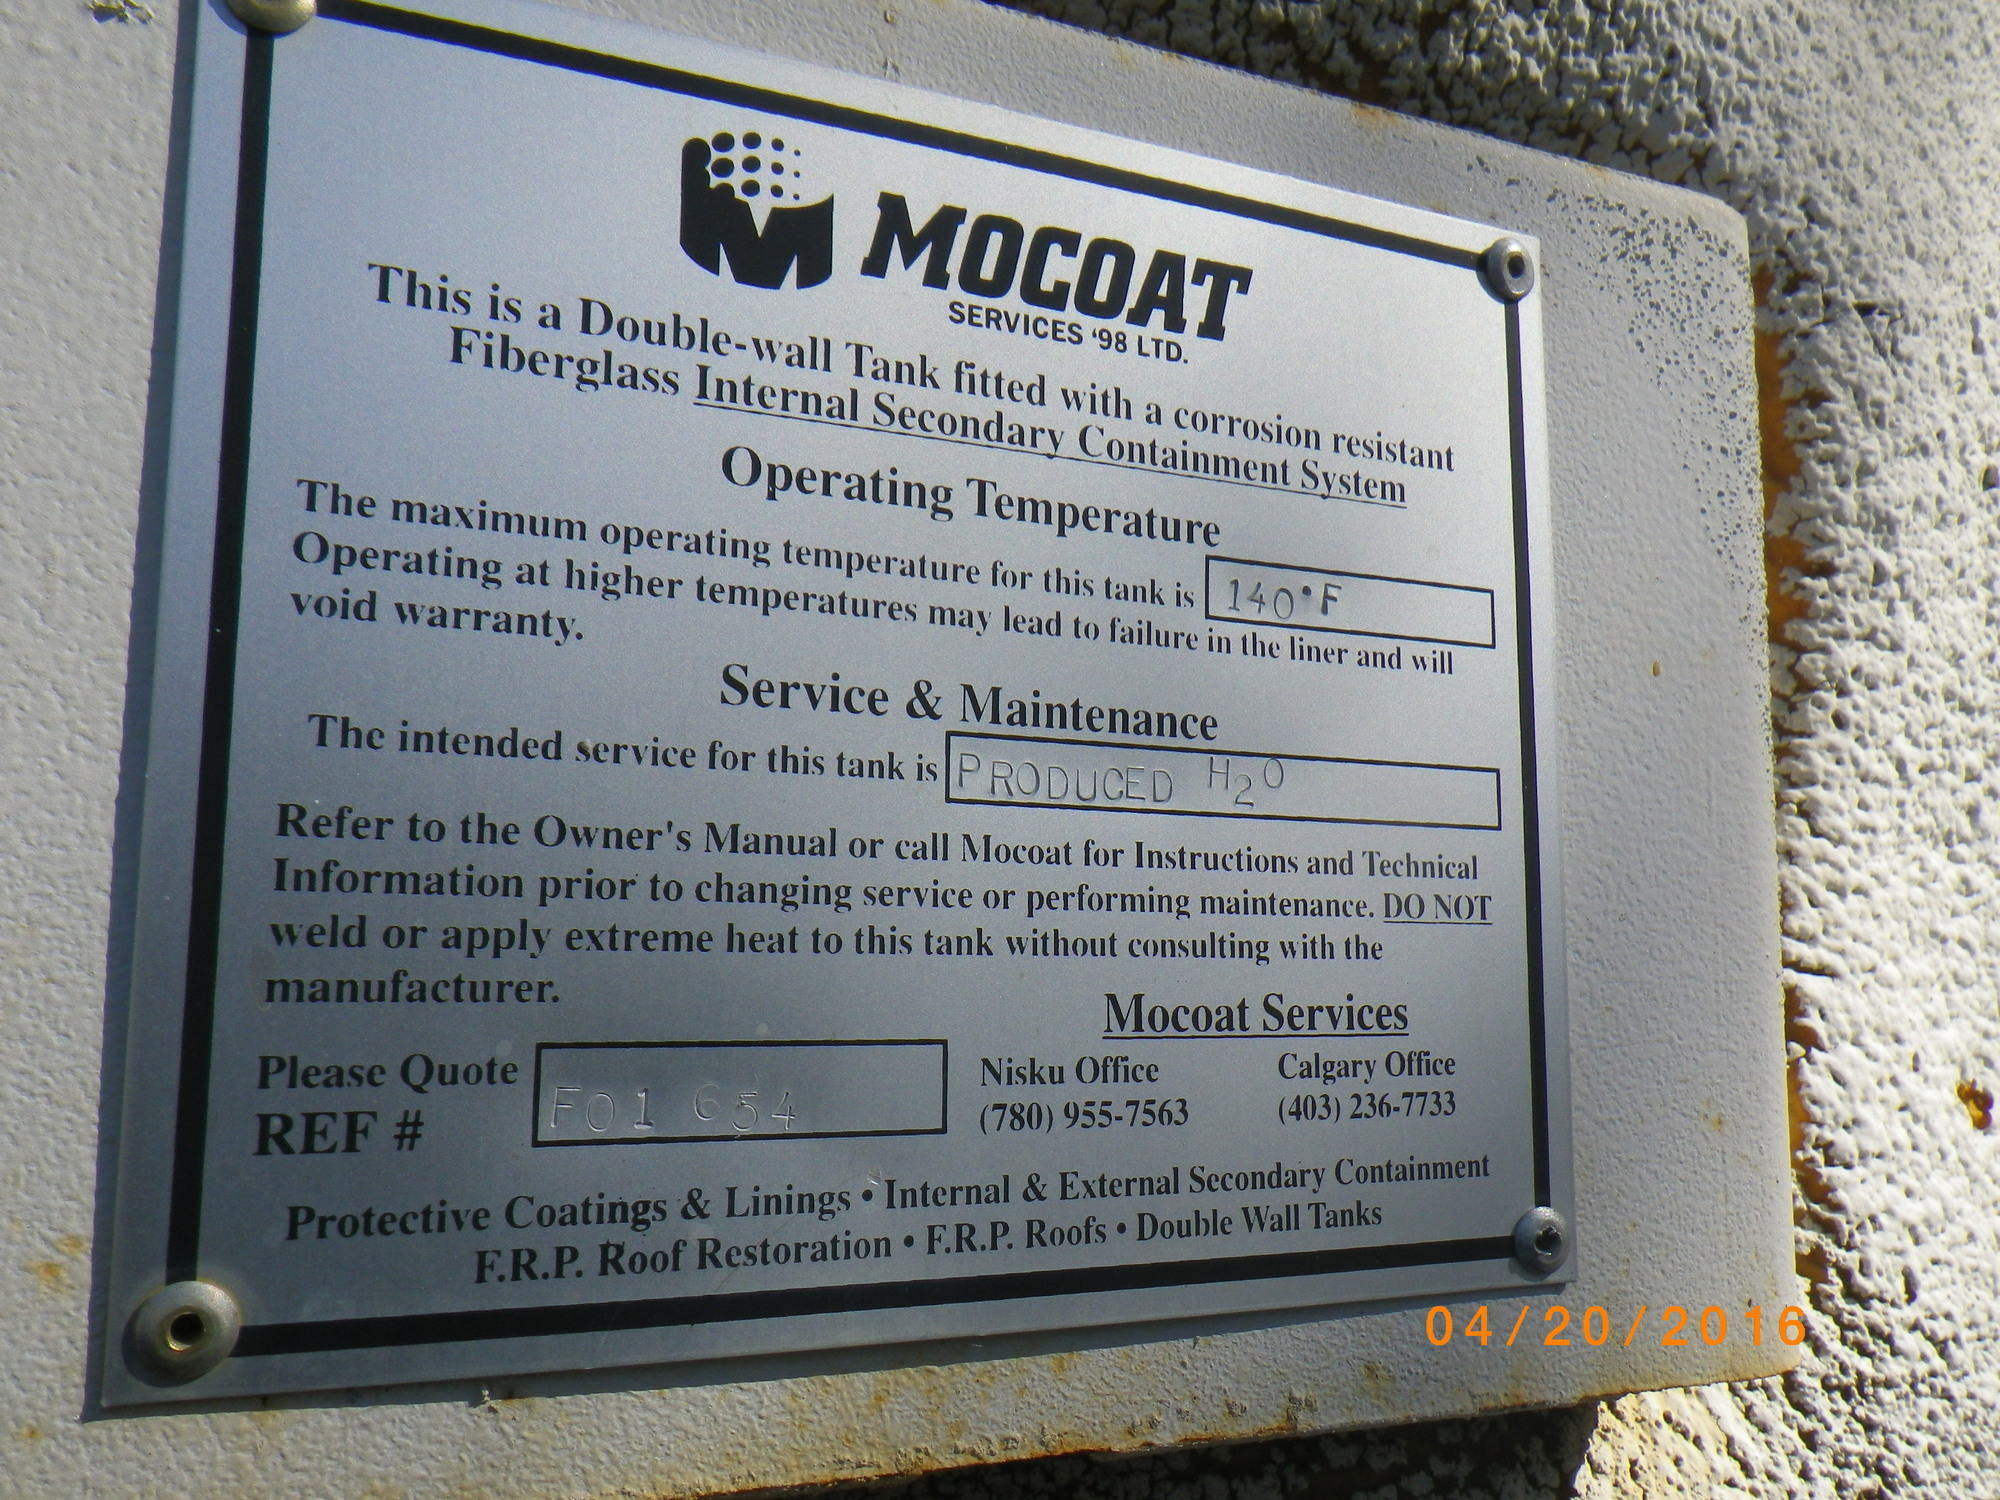 MOCOAT
SERVICES '98 LTD.
This is a Double-wall Tank fitted with a corrosion resistant
Fiberglass Internal Secondary Containment System
Operating Temperature
The maximum operating temperature for this tank is 140°F
Operating at higher temperatures may lead to failure in the liner and will
void warranty.
Service & Maintenance
The intended service for this tank is PRODUCED H2O
Refer to the Owner's Manual or call Mocoat for Instructions and Technical
Information prior to changing service or performing maintenance. DO NOT
weld or apply extreme heat to this tank without consulting with the
manufacturer.
Mocoat Services
Please Quote
REF # F01 654
Nisku Office
(780) 955-7563
Calgary Office
(403) 236-7733
Protective Coatings & Linings • Internal & External Secondary Containment
F.R.P. Roof Restoration • F.R.P. Roofs • Double Wall Tanks
04/20/2016